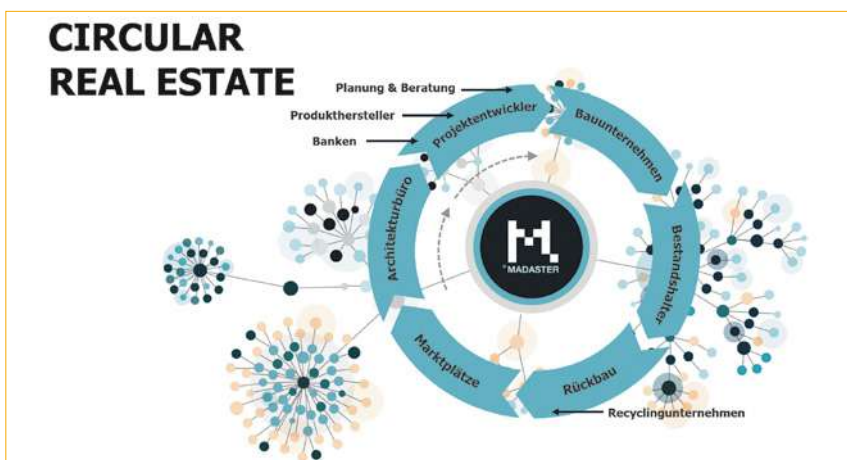 CIRCULAR
REAL ESTATE
Planung & Beratung
Produkthersteller
Banken
Projektentwickler
Bauunternehmen
Bestandshalter
Rückbau
Recyclingunternehmen
Marktplätze
Architekturbüro
M.
MADASTER